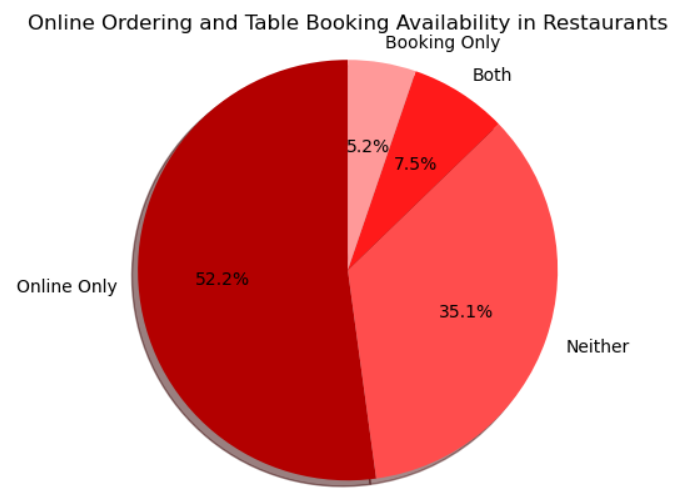 Online Ordering and Table Booking Availability in Restaurants
Booking Only
Both
5.2%
7.5%
52.2%
Online Only
35.1%
Neither